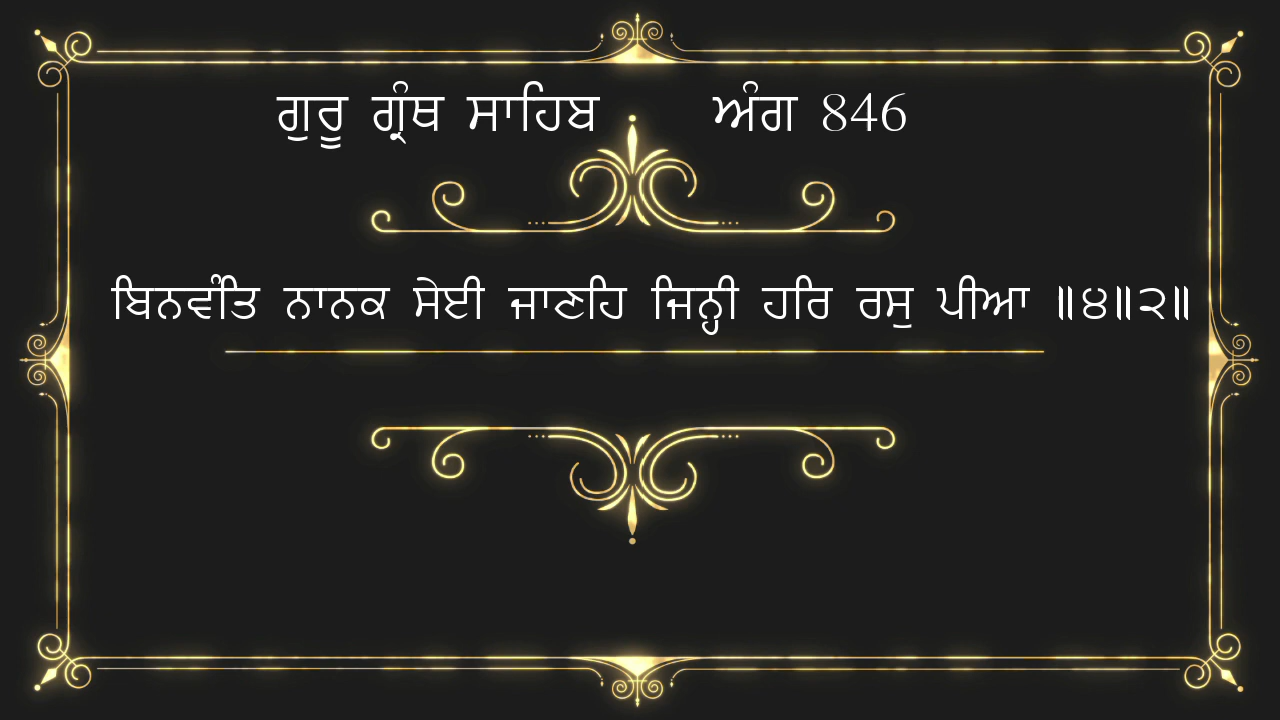 ਗੁਰੂ ਗ੍ਰੰਥ ਸਾਹਿਬ ਅੰਗ 846
ਬਿਨਵੰਤਿ ਨਾਨਕ ਸੇਈ ਜਾਣਹਿ ਜਿਨ੍ਹੀ ਹਰਿ ਰਸੁ ਪੀਆ ॥੪॥੨॥